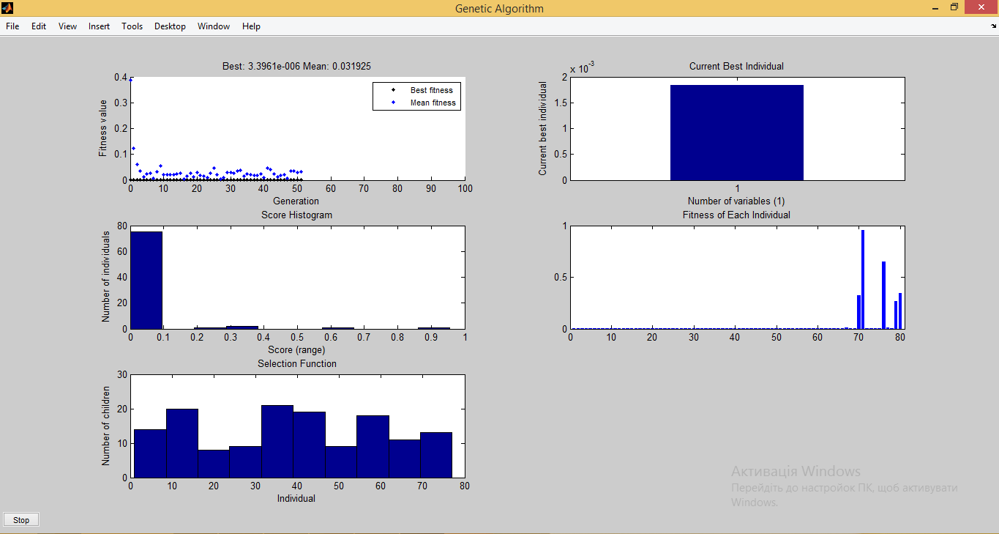 Genetic Algorithm
File Edit View Insert Tools Desktop Window Help
Best: 3.3961e-006 Mean: 0.031925
Fitness value
0.4
0.3
0.2
0.1
0
Best fitness
Mean fitness
0 10 20 30 40 50 60 70 80 90 100
Generation
Current Best Individual
x 10-3
Current best individual
2
1.5
1
0.5
0
1
Number of variables (1)
Score Histogram
Number of individuals
80
60
40
20
0
0 0.1 0.2 0.3 0.4 0.5 0.6 0.7 0.8 0.9 1
Score (range)
Fitness of Each Individual
1
0.5
0
0 10 20 30 40 50 60 70 80
Selection Function
Number of children
30
20
10
0
0 10 20 30 40 50 60 70 80
Individual
Активація Windows
Перейдіть до настройок ПК, щоб активувати
Windows.
Stop